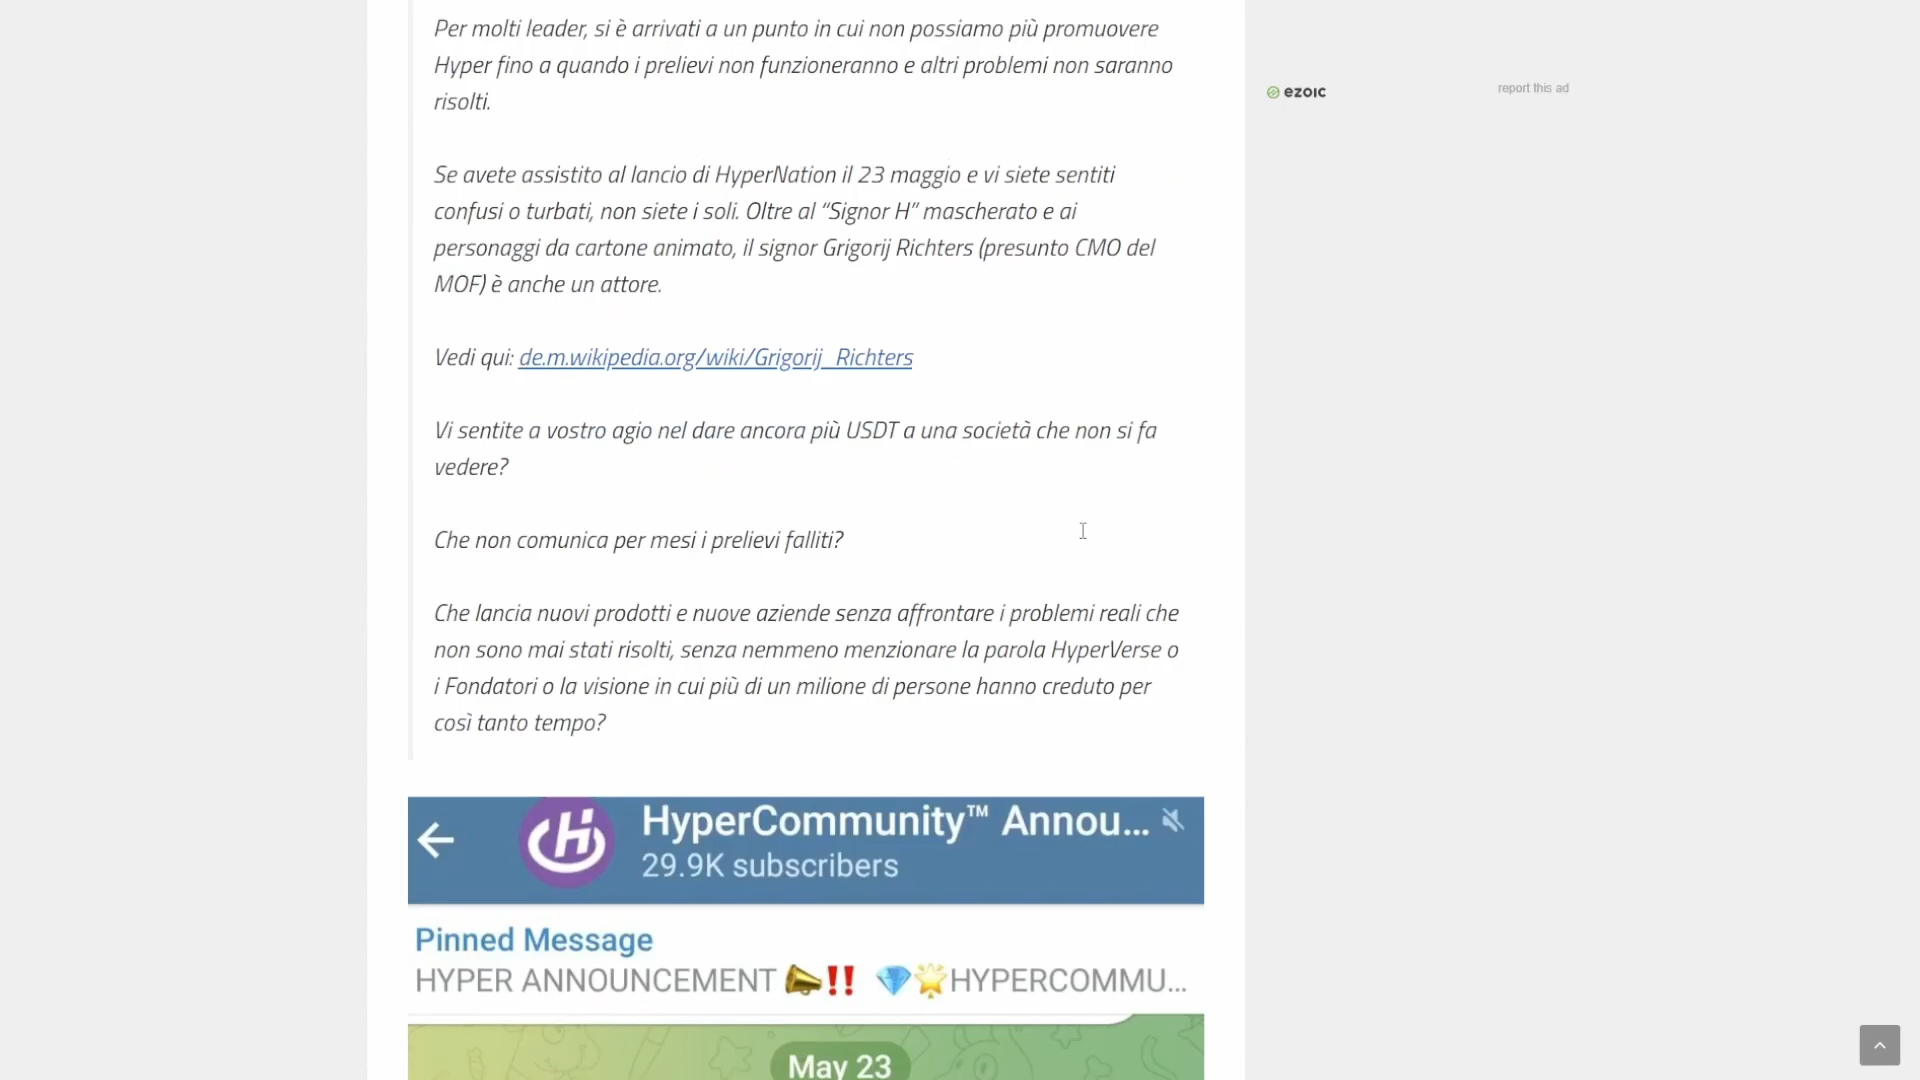 Per molti leader, si è arrivati a un punto in cui non possiamo più promuovere
Hyper fino a quando i prelievi non funzioneranno e altri problemi non saranno
risolti.
ezoic
report this ad
Se avete assistito al lancio di HyperNation il 23 maggio e vi siete sentiti
confusi o turbati, non siete i soli. Oltre al “Signor H” mascherato e ai
personaggi da cartone animato, il signor Grigorij Richters (presunto CMO del
MOF) è anche un attore.
Vedi qui: de.m.wikipedia.org/wiki/Grigorij_Richters
Vi sentite a vostro agio nel dare ancora più USDT a una società che non si fa
vedere?
Che non comunica per mesi i prelievi falliti?
Che lancia nuovi prodotti e nuove aziende senza affrontare i problemi reali che
non sono mai stati risolti, senza nemmeno menzionare la parola HyperVerse o
i Fondatori o la visione in cui più di un milione di persone hanno creduto per
così tanto tempo?
HyperCommunity™ Annou...
29.9K subscribers
Pinned Message
HYPER ANNOUNCEMENT 📣‼️ 💎🌟HYPERCOMMU...
May 23